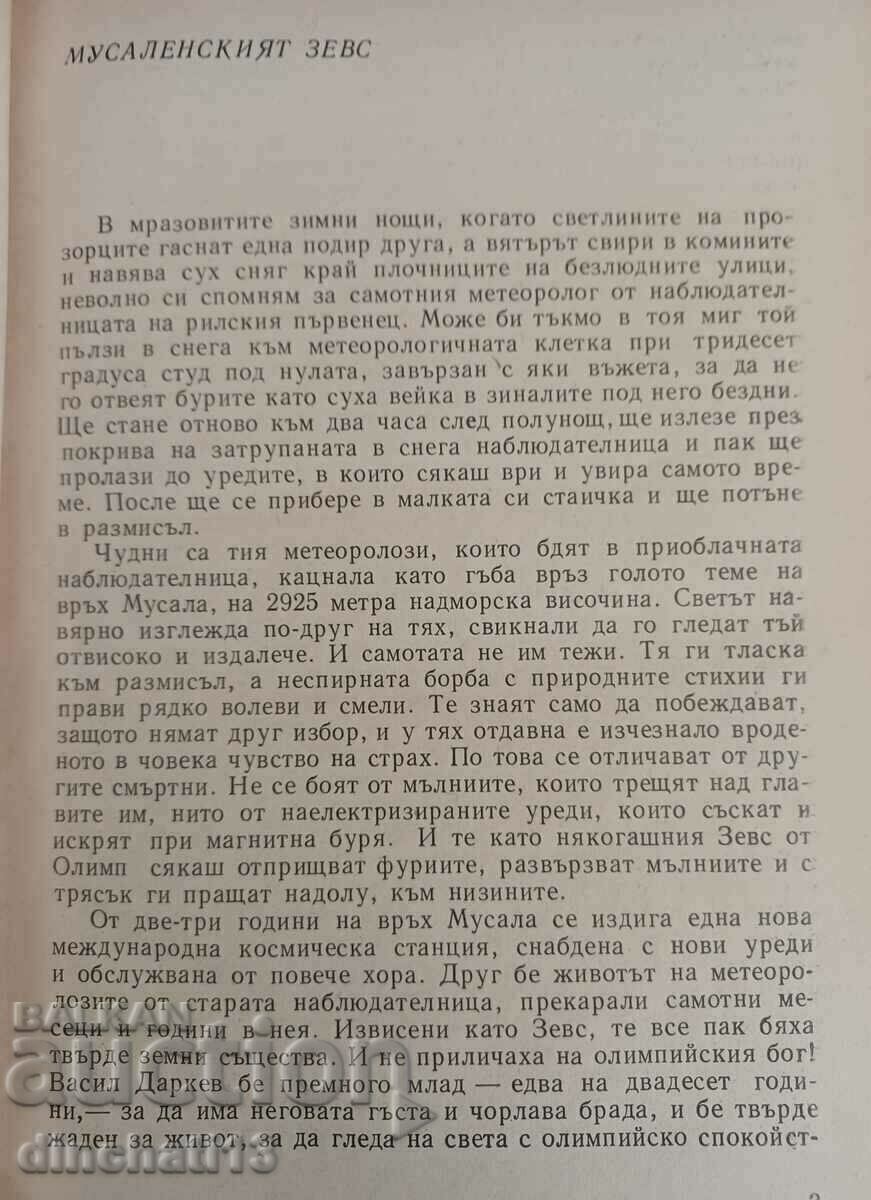 МУСАЛЕНСКИЯТ ЗЕВС
В мразовитите зимни нощи, когато светлините на про-
зорците гаснат една подир друга, а вятърът свири в комините
и навява сух сняг край плочниците на безлюдните улици,
неволно си спомням за самотния метеоролог от наблюдател-
ницата на рилския първенец. Може би тъкмо в тоя миг той
пълзи в снега към метеорологичната клетка при тридесет
градуса студ под нулата, завързан с яки въжета, за да не
го отвеят бурите като суха вейка в зиналите под него бездни.
Ще стане отново към два часа след полунощ, ще излезе през
покрива на затрупаната в снега наблюдателница и пак ще
пролази до уредите, в които сякаш ври и увира самото вре-
ме. После ще се прибере в малката си стаичка и ще потъне
в размисъл.
Чудни са тия метеоролози, които бдят в приоблачната
наблюдателница, кацнала като гъба връз голото теме на
връх Мусала, на 2925 метра надморска височина. Светът на-
вярно изглежда по-друг на тях, свикнали да го гледат тъй
отвисоко и издалече. И самотата не им тежи. Тя ги тласка
към размисъл, а неспирната борба с природните стихии ги
прави рядко волеви и смели. Те знаят само да побеждават,
защото нямат друг избор, и у тях отдавна е изчезнало вроде-
ното в човека чувство на страх. По това се отличават от дру-
гите смъртни. Не се боят от мълниите, които трещят над гла-
вите им, нито от наелектризираните уреди, които съскат и
искрят при магнитна буря. И те като някогашния Зевс от
Олимп сякаш отприщват фуриите, развързват мълниите и с
трясък ги пращат надолу, към низините.
От две-три години на връх Мусала се издига една нова
международна космическа станция, снабдена с нови уреди
и обслужвана от повече хора. Друг бе животът на метеоро-
лозите от старата наблюдателница, прекарали самотни ме-
сеци и години в нея. Извисени като Зевс, те все пак бяха
твърде земни същества. И не приличаха на олимпийския бог!
Васил Даркев бе премного млад — едва на двадесет годи-
ни,— за да има неговата гъста и чорлава брада, и бе твърде
жаден за живот, за да гледа на света с олимпийско спокойст-
BALKAN
auction
dinchati13